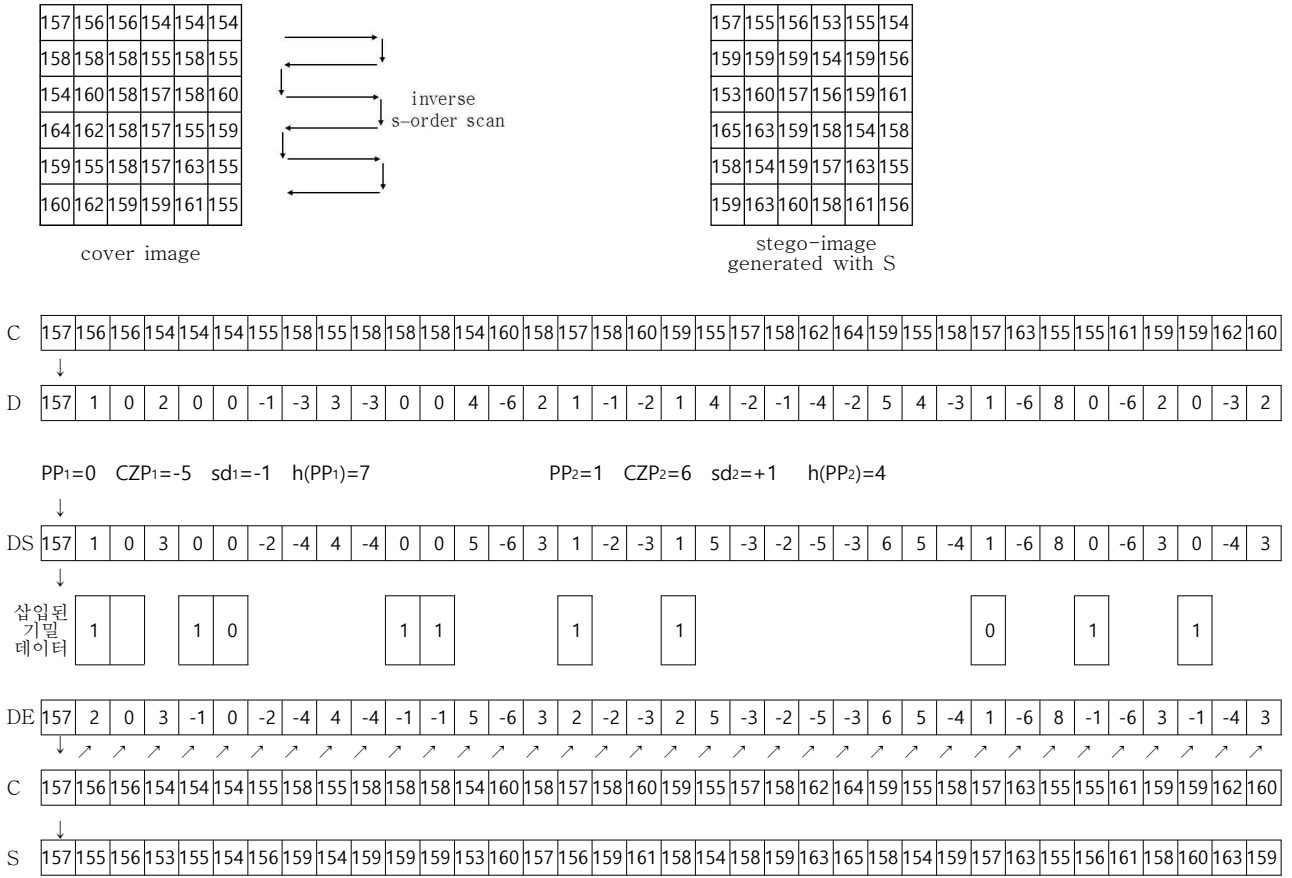 157 156 156 154 154 154
158 158 158 155 158 155
154 160 158 157 158 160
164 162 158 157 155 159
159 155 158 157 163 155
160 162 159 159 161 155
cover image
inverse
s-order scan
157 155 156 153 155 154
159 159 159 154 159 156
153 160 157 156 159 161
165 163 159 158 154 158
158 154 159 157 163 155
159 163 160 158 161 156
stego-image
generated with S
C 157 156 156 154 154 154 155 158 155 158 158 158 154 160 158 157 158 160 159 155 157 158 162 164 159 155 158 157 163 155 155 161 159 159 162 160
↓
D 157 1 0 2 0 0 -1 -3 3 -3 0 0 4 -6 2 1 -1 -2 1 4 -2 -1 -4 -2 5 4 -3 1 -6 8 0 -6 2 0 -3 2
PP1=0 CZP1=-5 sd1=-1 h(PP1)=7 PP2=1 CZP2=6 sd2=+1 h(PP2)=4
↓
DS 157 1 0 3 0 0 -2 -4 4 -4 0 0 5 -6 3 1 -2 -3 1 5 -3 -2 -5 -3 6 5 -4 1 -6 8 0 -6 3 0 -4 3
↓
삽입된
기밀
데이터
1 1 0 1 1 1 1 0 1 1
DE 157 2 0 3 -1 0 -2 -4 4 -4 -1 -1 5 -6 3 2 -2 -3 2 5 -3 -2 -5 -3 6 5 -4 1 -6 8 -1 -6 3 -1 -4 3
↓ ↗ ↗ ↗ ↗ ↗ ↗ ↗ ↗ ↗ ↗ ↗ ↗ ↗ ↗ ↗ ↗ ↗ ↗ ↗ ↗ ↗ ↗ ↗ ↗ ↗ ↗ ↗ ↗ ↗ ↗ ↗ ↗ ↗ ↗ ↗
C 157 156 156 154 154 154 155 158 155 158 158 158 154 160 158 157 158 160 159 155 157 158 162 164 159 155 158 157 163 155 155 161 159 159 162 160
↓
S 157 155 156 153 155 154 156 159 154 159 159 159 153 160 157 156 159 161 158 154 158 159 163 165 158 154 159 157 163 155 156 161 158 160 163 159